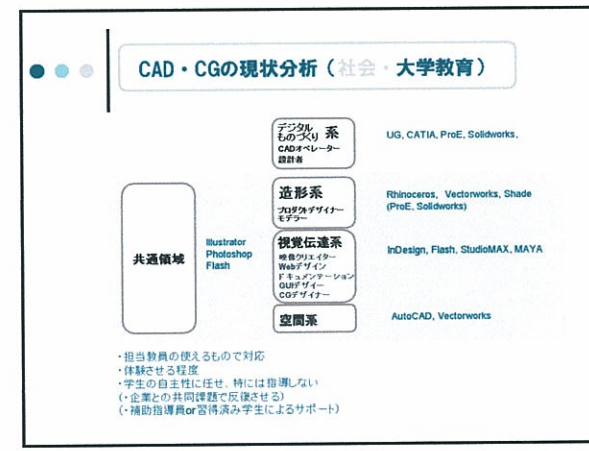 CAD・CGの現状分析（社会・大学教育）
デジタル
ものづくり 系
CADオペレーター
設計者
UG, CATIA, ProE, Solidworks,
造形系
プロダクトデザイナー
モデラー
Rhinoceros, Vectorworks, Shade
(ProE, Solidworks)
共通領域
Illustrator
Photoshop
Flash
視覚伝達系
映像クリエイター
Webデザイン
ドキュメンテーション
GUIデザイー
CGデザイナー
InDesign, Flash, StudioMAX, MAYA
空間系
AutoCAD, Vectorworks
・担当教員の使えるもので対応
・体験させる程度
・学生の自主性に任せ、特には指導しない
(・企業との共同課題で反復させる)
(・補助指導員or習得済み学生によるサポート)